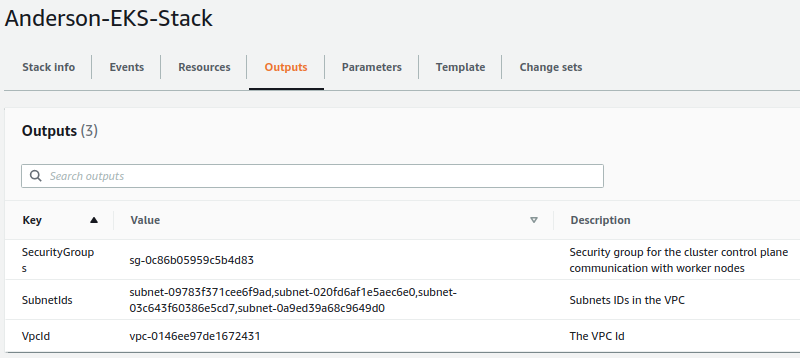 Anderson-EKS-Stack
Stack info Events Resources Outputs Parameters Template Change sets
Outputs (3)
Search outputs
Key Value Description
SecurityGroup
s
sg-0c86b05959c5b4d83
Security group for the cluster control plane
communication with worker nodes
SubnetIds
subnet-09783f371cee6f9ad,subnet-020fd6af1e5aec6e0,subnet-
03c643f60386e5cd7,subnet-0a9ed39a68c9649d0
Subnets IDs in the VPC
VpcId vpc-0146ee97de1672431 The VPC Id